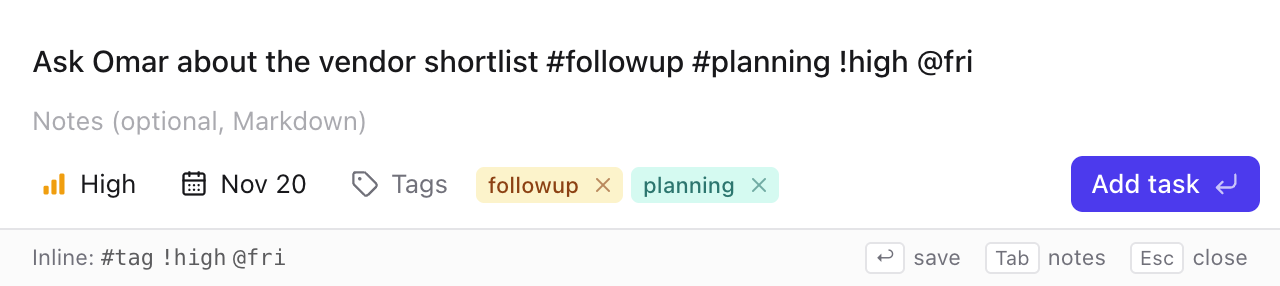 Ask Omar about the vendor shortlist #followup #planning !high @fri
Notes (optional, Markdown)
High Nov 20 Tags followup planning Add task
Inline: #tag !high @fri save Tab notes Esc close